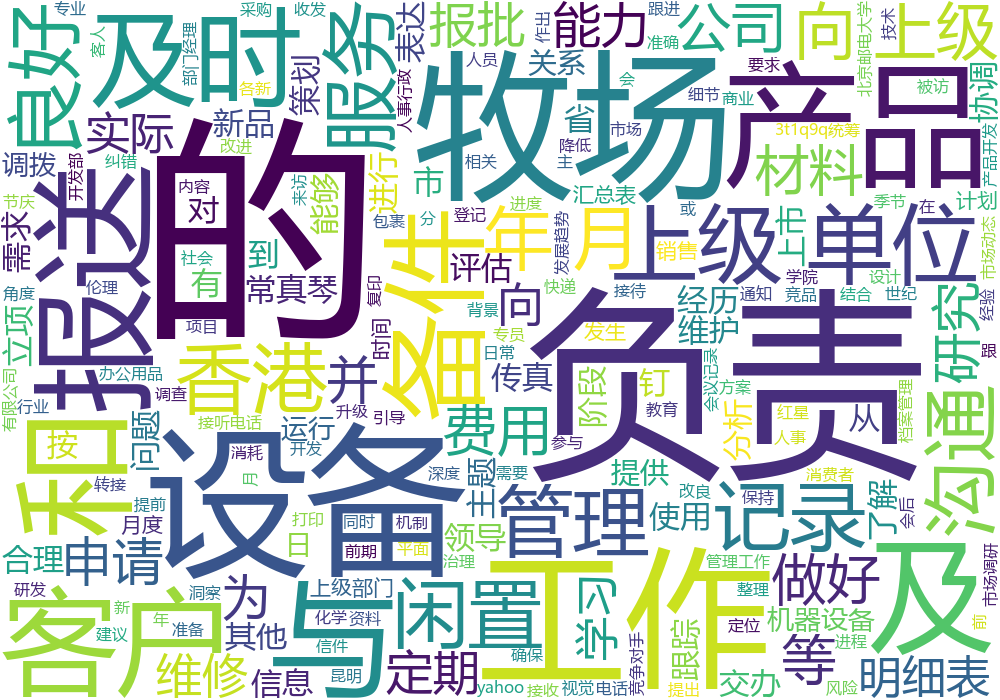 专业
采购
收发
良好
及时
服务
表达
报批
能力
公司
向
上级
客人
部门经理
策划
人事行政
人员
关系
作出
跟进
准确
会
要求
北京邮电大学
技术
被访
协调
各新
实际
新品
改进
省
细节
商业
市场
降低
牧场
产品
3t1q9q
统筹
产品开发
材料
调拨
纠错
开发部
内容
来访
能够
进行
相关
主
汇总表
计划
节庆
报送
的
对
包裹
市
分
登记
进度
或
季节
在
需求
到
年
月
上级
单位
上市
市场动态
社会
有
评估
发展趋势
销售
学院
设计
角度
伦理
常真琴
复印
备件
向
快递
接待
经历
通知
竞品
结合
世纪
研究
经验
立项
项目
时间
背景
维护
发生
负责
香港
并
专员
日常
传真
阶段
钉
会议记录
方案
办公用品
调查
升级
引导
教育
分析
红星
人事
从
档案管理
有限公司
行业
和
接听电话
运行
费用
参与
沟通
按
问题
设备
消耗
开发
深度
主题
需要
提供
消费者
转接
月
管理
改良
保持
记录
了解
会后
提前
月度
打印
同时
机制
使用
日
前期
平面
领导
合理
申请
治理
工作
管理工作
及
市场调研
研发
洞察
为
上级部门
与
闲置
学习
整理
做好
客户
新
年
化学
资料
跟踪
定位
机器设备
进程
前
建议
准备
其他
信件
确保
竞争对手
等
维修
信息
昆明
定期
yahoo
接收
视觉
电话
提出
交办
风险
明细表